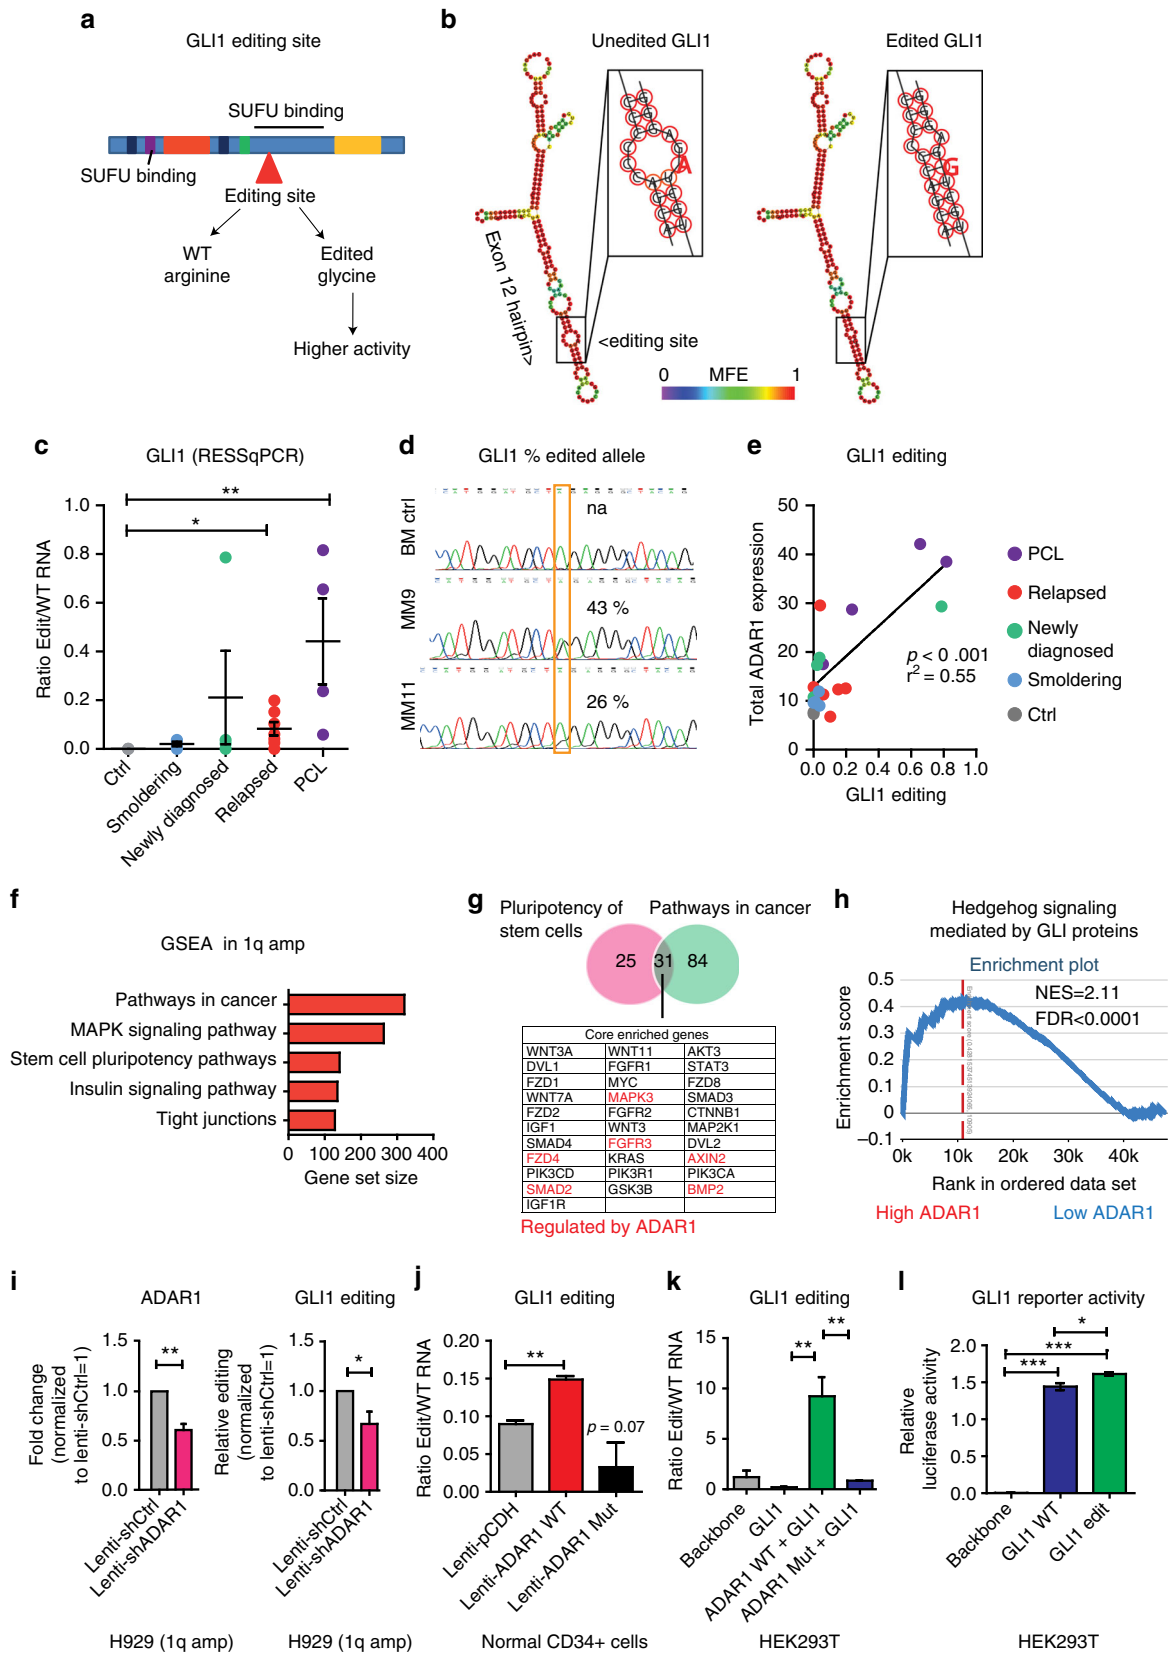 a
GLI1 editing site
SUFU binding
SUFU binding
Editing site
WT
arginine
Edited
glycine
Higher activity
b
Unedited GLI1
Edited GLI1
A
G
Exon 12 hairpin>
<editing site
0 MFE 1
c
GLI1 (RESSqPCR)
**
*
Ratio Edit/WT RNA
1.0
0.8
0.6
0.4
0.2
0.0
Ctrl
Smoldering
Newly diagnosed
Relapsed
PCL
d
GLI1 % edited allele
BM ctrl
na
MM9
43 %
MM11
26 %
e
GLI1 editing
Total ADAR1 expression
50
40
30
20
10
0
0.0 0.2 0.4 0.6 0.8 1.0
GLI1 editing
p < 0 .001
r² = 0.55
PCL
Relapsed
Newly
diagnosed
Smoldering
Ctrl
f
GSEA in 1q amp
Pathways in cancer
MAPK signaling pathway
Stem cell pluripotency pathways
Insulin signaling pathway
Tight junctions
0 100 200 300 400
Gene set size
g
Pluripotency of
stem cells
Pathways in cancer
25 31 84
Core enriched genes
WNT3A WNT11 AKT3
DVL1 FGFR1 STAT3
FZD1 MYC FZD8
WNT7A MAPK3 SMAD3
FZD2 FGFR2 CTNNB1
IGF1 WNT3 MAP2K1
SMAD4 FGFR3 DVL2
FZD4 KRAS AXIN2
PIK3CD PIK3R1 PIK3CA
SMAD2 GSK3B BMP2
IGF1R
Regulated by ADAR1
h
Hedgehog signaling
mediated by GLI proteins
Enrichment plot
NES=2.11
FDR<0.0001
Enrichment score
0.5
0.4
0.3
0.2
0.1
0
–0.1
0k 10k 20k 30k 40k
Rank in ordered data set
High ADAR1 Low ADAR1
i
ADAR1
Fold change
(normalized
to lenti-shCtrl=1)
1.5
1.0
0.5
0.0
**
Lenti-shCtrl
Lenti-shADAR1
H929 (1q amp)
GLI1 editing
Relative editing
(normalized
to lenti-shCtrl=1)
1.5
1.0
0.5
0.0
*
Lenti-shCtrl
Lenti-shADAR1
H929 (1q amp)
j
GLI1 editing
Ratio Edit/WT RNA
0.20
0.15
0.10
0.05
0.00
**
p = 0.07
Lenti-pCDH
Lenti-ADAR1 WT
Lenti-ADAR1 Mut
Normal CD34+ cells
k
GLI1 editing
Ratio Edit/WT RNA
15
10
5
0
**
**
Backbone
GLI1
ADAR1 WT + GLI1
ADAR1 Mut + GLI1
HEK293T
l
GLI1 reporter activity
Relative
luciferase activity
2.0
1.5
1.0
0.5
0.0
*
***
***
Backbone
GLI1 WT
GLI1 edit
HEK293T